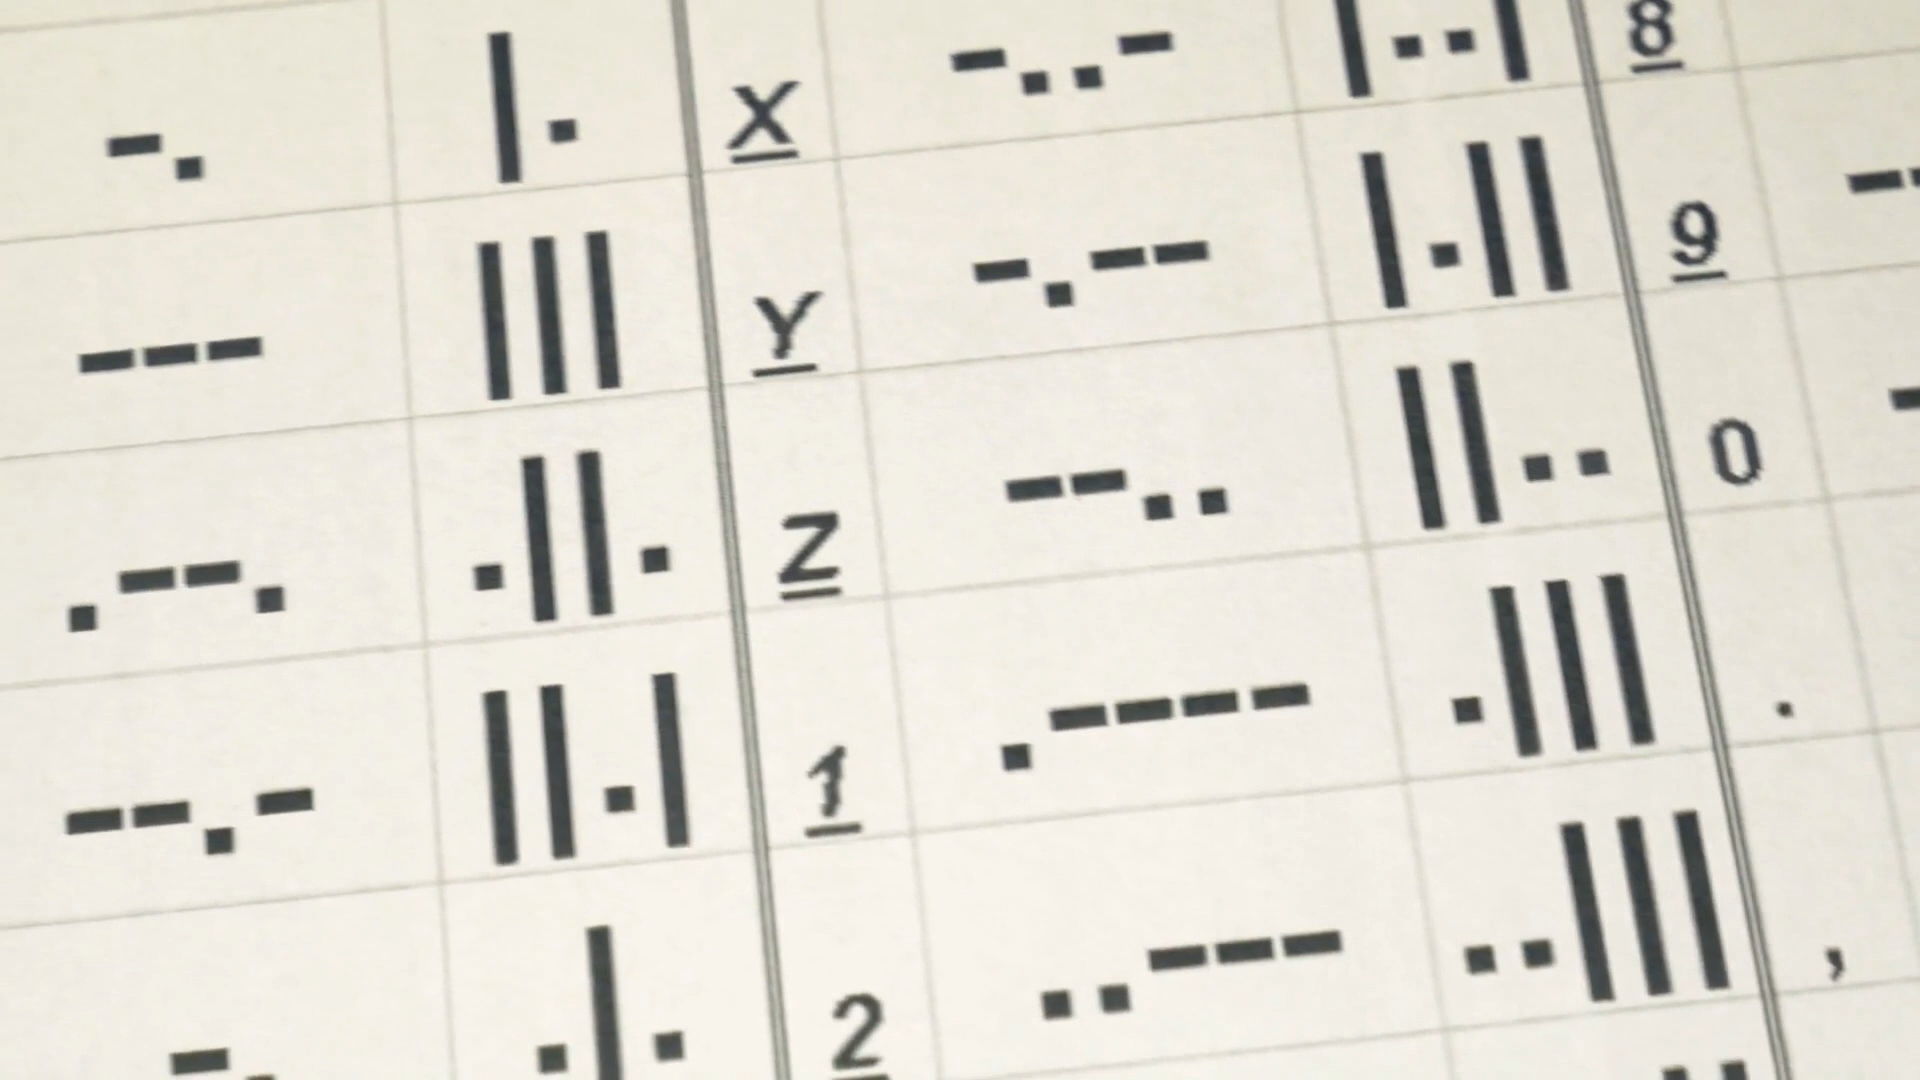 -. |. X -..- |..| 8
--- ||| Y -.-- |.|| 9
.--. .||. Z --.. ||.. 0
--.- ||.| 1 .---- .||| .
.|. 2 ..--- ..||| ,